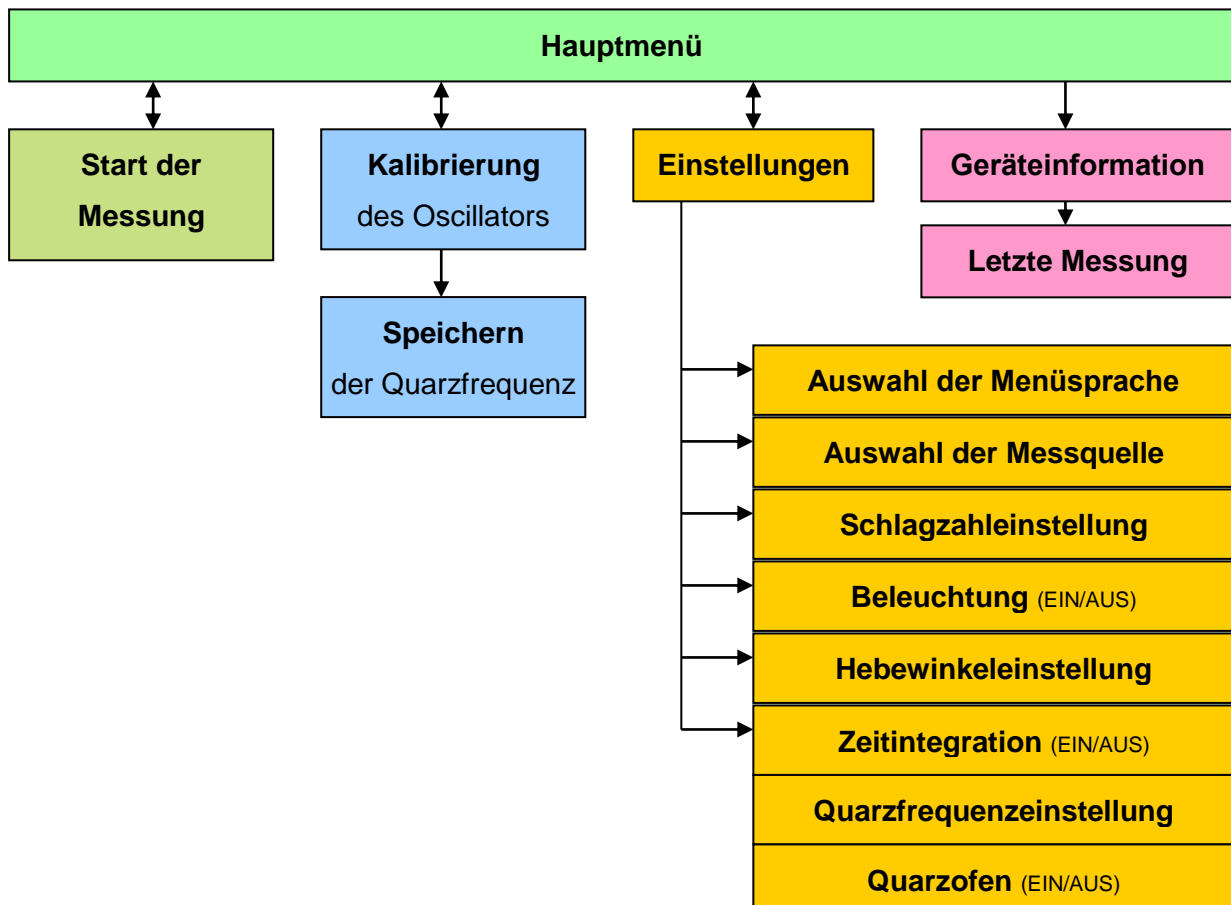 Hauptmenü
Start der
Messung
Kalibrierung
des Oscillators
Einstellungen
Geräteinformation
Letzte Messung
Speichern
der Quarzfrequenz
Auswahl der Menüsprache
Auswahl der Messquelle
Schlagzahleinstellung
Beleuchtung (EIN/AUS)
Hebewinkeleinstellung
Zeitintegration (EIN/AUS)
Quarzfrequenzeinstellung
Quarzofen (EIN/AUS)